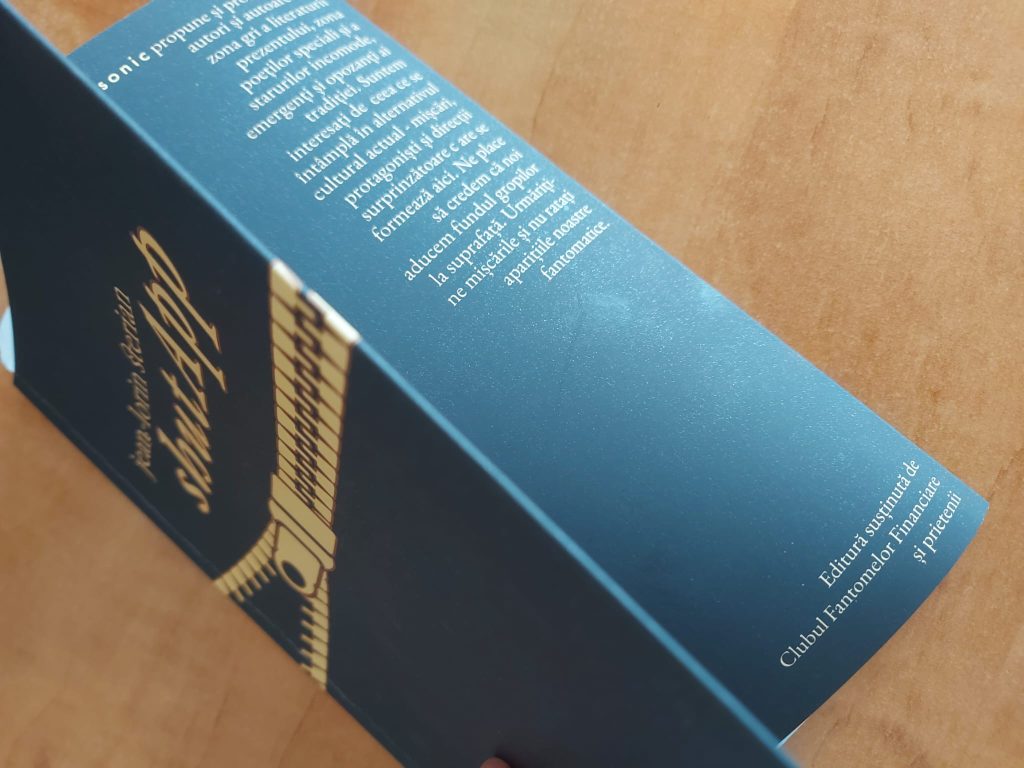 jean-lorin sterian
shutApp
sonic propune și
autori și
zona gri a literaturii
prezentului, zona
poeților speciali și a
starurilor incomode,
emergenți și opozanți ai
tradiției. Suntem
interesați de ceea ce se
întâmplă în alternativul
cultural actual - mișcări,
protagoniști și direcții
surprinzătoare c are se
formează aici. Ne place
să credem că noi
aducem fundul gropilor
la suprafață. Urmăriți-
ne mișcările și nu ratați
aparițiile noastre
fantomatice.
Editură susținută de
Clubul Fantomelor Financiare
și prietenii